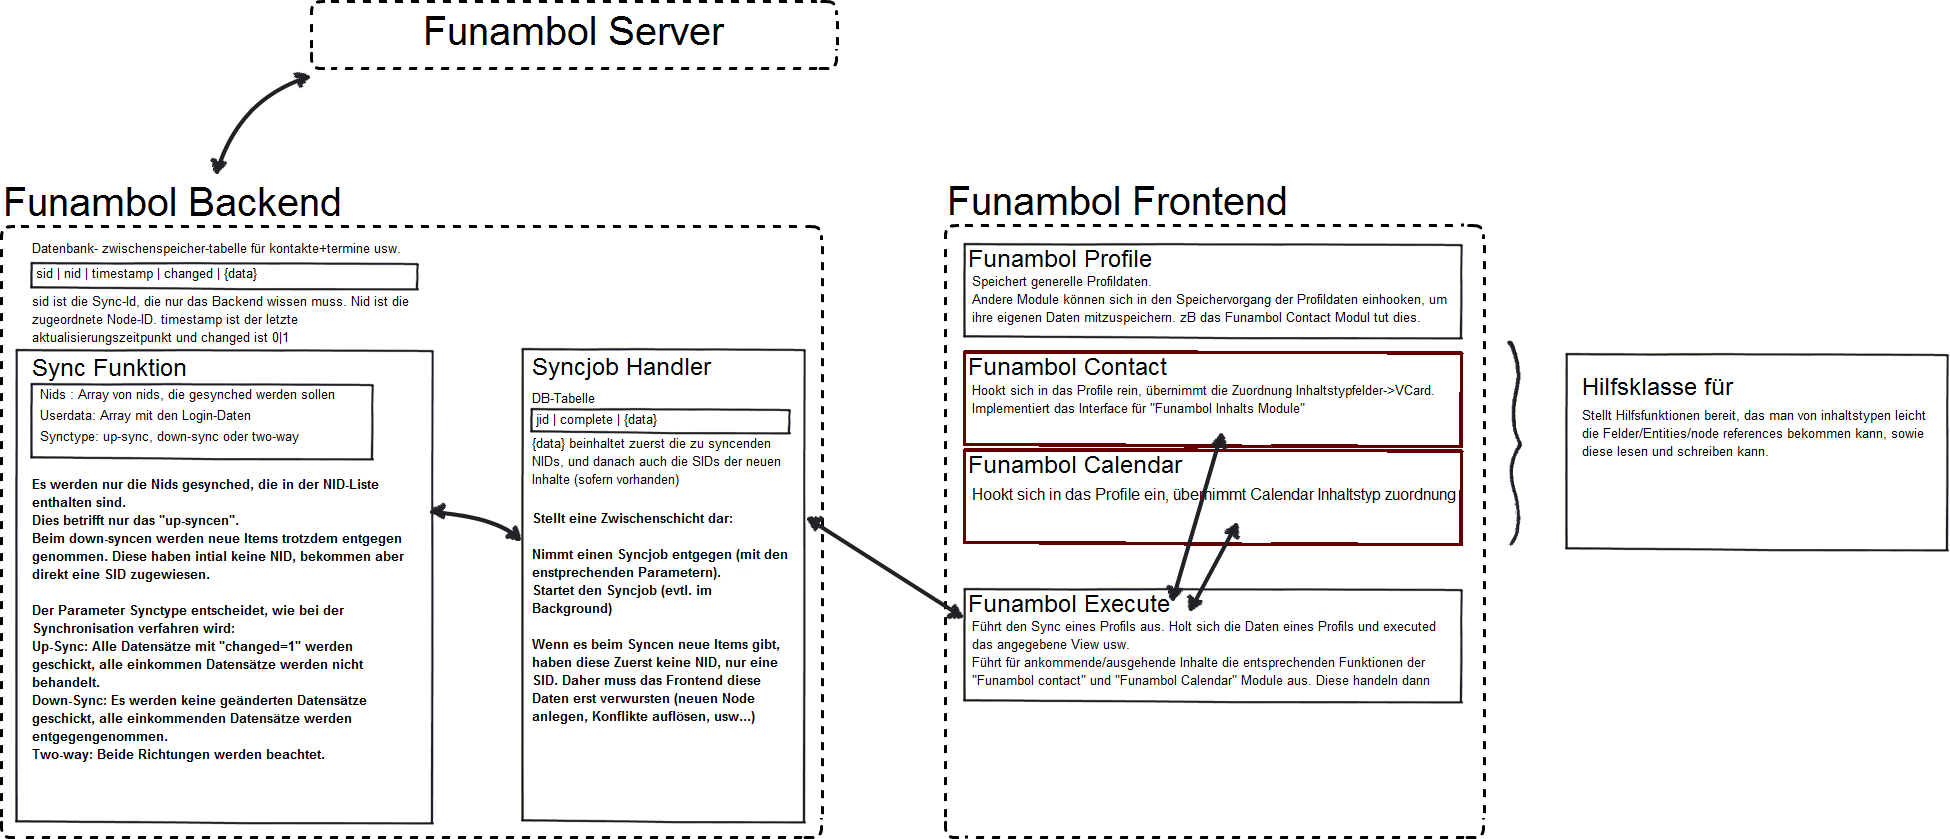 Funambol Server
Funambol Backend
Datenbank- zwischenspeicher-tabelle für kontakte+termine usw.
sid | nid | timestamp | changed | {data}
sid ist die Sync-Id, die nur das Backend wissen muss. Nid ist die
zugeordnete Node-ID. timestamp ist der letzte
aktualisierungszeitpunkt und changed ist 0|1
Sync Funktion
Nids : Array von nids, die gesynched werden sollen
Userdata: Array mit den Login-Daten
Synctype: up-sync, down-sync oder two-way
Es werden nur die Nids gesynched, die in der NID-Liste
enthalten sind.
Dies betrifft nur das "up-syncen".
Beim down-syncen werden neue Items trotzdem entgegen
genommen. Diese haben intial keine NID, bekommen aber
direkt eine SID zugewiesen.
Der Parameter Synctype entscheidet, wie bei der
Synchronisation verfahren wird:
Up-Sync: Alle Datensätze mit "changed=1" werden
geschickt, alle einkommen Datensätze werden nicht
behandelt.
Down-Sync: Es werden keine geänderten Datensätze
geschickt, alle einkommenden Datensätze werden
entgegengenommen.
Two-way: Beide Richtungen werden beachtet.
Syncjob Handler
DB-Tabelle
jid | complete | {data}
{data} beinhaltet zuerst die zu syncenden
NIDs, und danach auch die SIDs der neuen
Inhalte (sofern vorhanden)
Stellt eine Zwischenschicht dar:
Nimmt einen Syncjob entgegen (mit den
enstprechenden Parametern).
Startet den Syncjob (evtl. im
Background)
Wenn es beim Syncen neue Items gibt,
haben diese Zuerst keine NID, nur eine
SID. Daher muss das Frontend diese
Daten erst verwursten (neuen Node
anlegen, Konflikte auflösen, usw...)
Funambol Frontend
Funambol Profile
Speichert generelle Profildaten.
Andere Module können sich in den Speichervorgang der Profildaten einhooken, um
ihre eigenen Daten mitzuspeichern. zB das Funambol Contact Modul tut dies.
Funambol Contact
Hookt sich in das Profile rein, übernimmt die Zuordnung Inhaltstypfelder->VCard.
Implementiert das Interface für "Funambol Inhalts Module"
Funambol Calendar
Hookt sich in das Profile ein, übernimmt Calendar Inhaltstyp zuordnung
Funambol Execute
Führt den Sync eines Profils aus. Holt sich die Daten eines Profils und executed
das angegebene View usw.
Führt für ankommende/ausgehende Inhalte die entsprechenden Funktionen der
"Funambol contact" und "Funambol Calendar" Module aus. Diese handeln dann
Hilfsklasse für
Stellt Hilfsfunktionen bereit, das man von inhaltstypen leicht
die Felder/Entities/node references bekommen kann, sowie
diese lesen und schreiben kann.